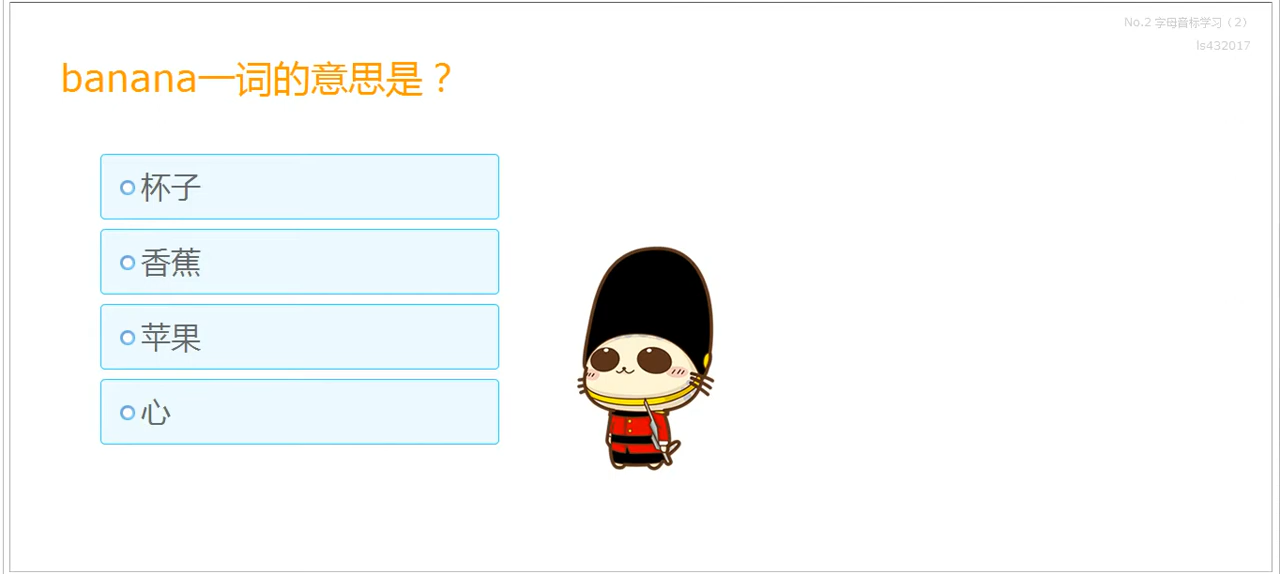 No.2 字母音标学习（2）
ls432017
banana一词的意思是？
杯子
香蕉
苹果
心